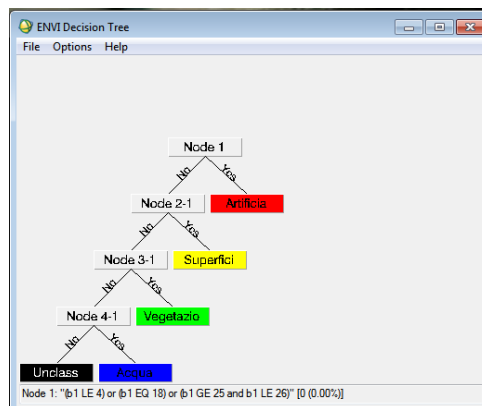 ENVI Decision Tree
File Options Help
Node 1
No Yes
Node 2-1 Artificia
No Yes
Node 3-1 Superfici
No Yes
Node 4-1 Vegetazio
No Yes
Unclass Acqua
Node 1: "(b1 LE 4) or (b1 EQ 18) or (b1 GE 25 and b1 LE 26)" [0 (0.00%)]